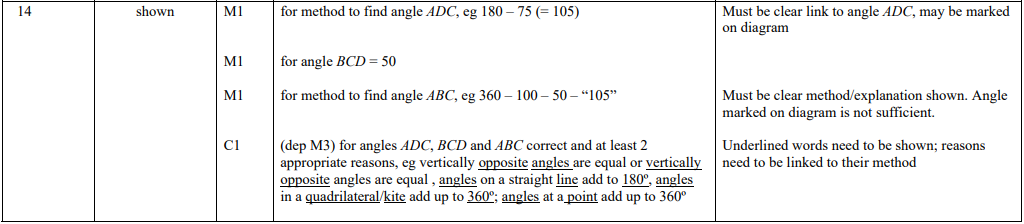 14 shown M1 for method to find angle ADC, eg 180 – 75 (= 105) Must be clear link to angle ADC, may be marked
on diagram
M1 for angle BCD = 50
M1 for method to find angle ABC, eg 360 – 100 – 50 – “105” Must be clear method/explanation shown. Angle
marked on diagram is not sufficient.
C1 (dep M3) for angles ADC, BCD and ABC correct and at least 2 Underlined words need to be shown; reasons
appropriate reasons, eg vertically opposite angles are equal or vertically need to be linked to their method
opposite angles are equal , angles on a straight line add to 180º, angles
in a quadrilateral/kite add up to 360º; angles at a point add up to 360º